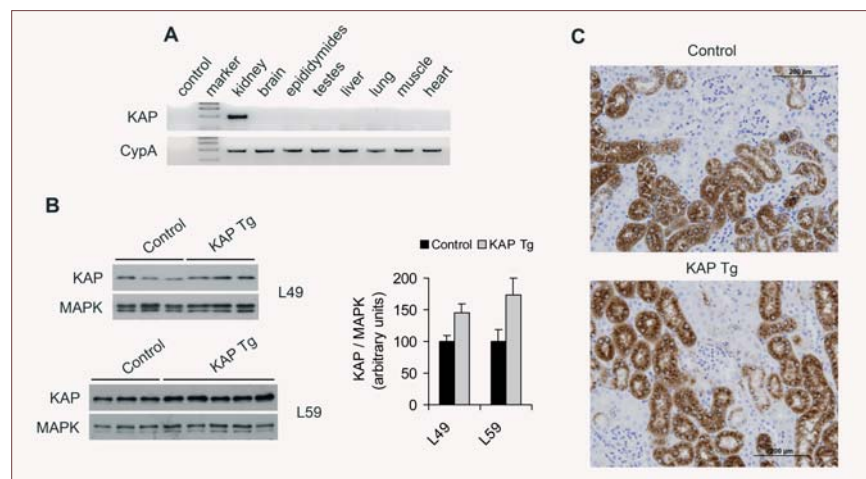 A
control
marker
kidney
brain
epididymides
testes
liver
lung
muscle
heart
KAP
CypA
B
Control
KAP Tg
KAP
MAPK
L49
Control
KAP Tg
KAP
MAPK
L59
Control
KAP Tg
KAP / MAPK
(arbitrary units)
200
150
100
50
0
L49
L59
C
Control
200 µm
KAP Tg
200 µm